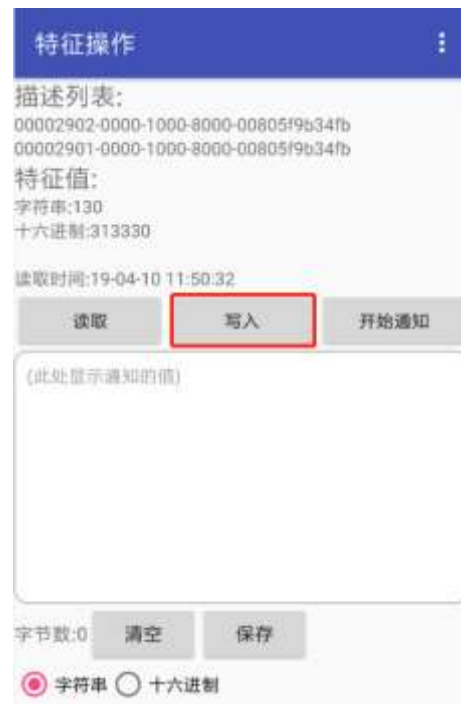 特征操作
描述列表:
00002902-0000-1000-8000-00805f9b34fb
00002901-0000-1000-8000-00805f9b34fb
特征值:
字符串:130
十六进制:313330
读取时间:19-04-10 11:50:32
读取 写入 开始通知
(此处显示通知的值)
字节数:0 清空 保存
字符串 十六进制